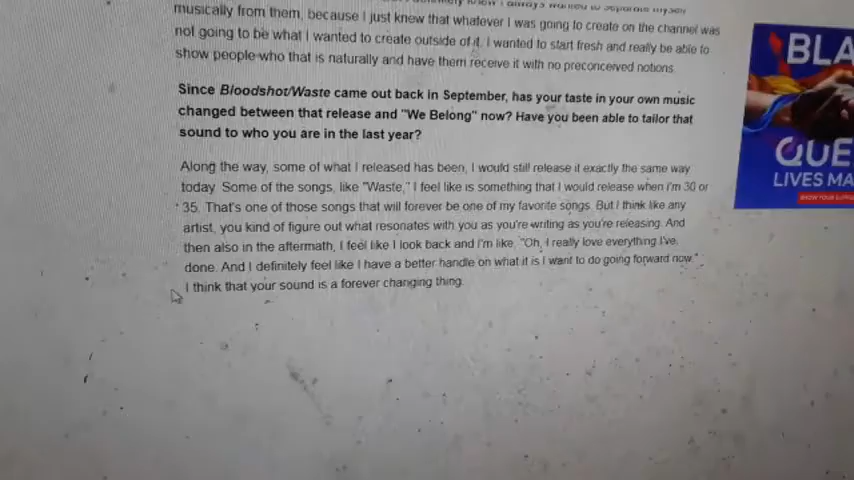 always wanted to separate myself
musically from them, because I just knew that whatever I was going to create on the channel was
not going to be what I wanted to create outside of it. I wanted to start fresh and really be able to
show people who that is naturally and have them receive it with no preconceived notions.
Since Bloodshot/Waste came out back in September, has your taste in your own music
changed between that release and "We Belong" now? Have you been able to tailor that
sound to who you are in the last year?
Along the way, some of what I released has been, I would still release it exactly the same way
today. Some of the songs, like "Waste," I feel like is something that I would release when I'm 30 or
35. That's one of those songs that will forever be one of my favorite songs. But I think like any
artist, you kind of figure out what resonates with you as you're writing as you're releasing. And
then also in the aftermath, I feel like I look back and I'm like, "Oh, I really love everything I've
done. And I definitely feel like I have a better handle on what it is I want to do going forward now."
I think that your sound is a forever changing thing.
BLA
QUE
LIVES MA